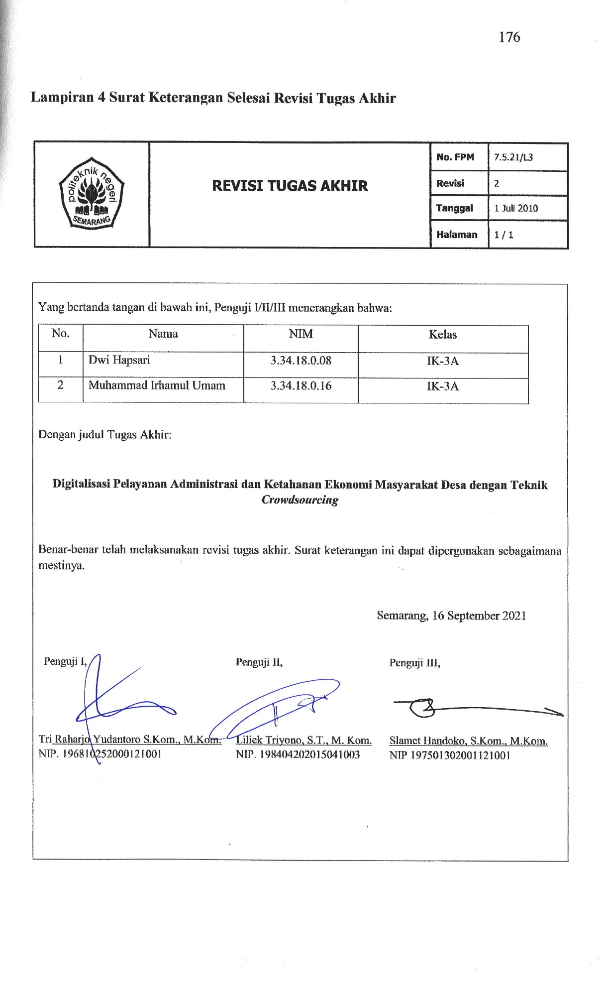 176
Lampiran 4 Surat Keterangan Selesai Revisi Tugas Akhir
politeknik negeri
SEMARANG
REVISI TUGAS AKHIR
No. FPM 7.5.21/L3
Revisi 2
Tanggal 1 Juli 2010
Halaman 1 / 1
Yang bertanda tangan di bawah ini, Penguji I/II/III menerangkan bahwa:
No. Nama NIM Kelas
1 Dwi Hapsari 3.34.18.0.08 IK-3A
2 Muhammad Irhamul Umam 3.34.18.0.16 IK-3A
Dengan judul Tugas Akhir:
Digitalisasi Pelayanan Administrasi dan Ketahanan Ekonomi Masyarakat Desa dengan Teknik
Crowdsourcing
Benar-benar telah melaksanakan revisi tugas akhir. Surat keterangan ini dapat dipergunakan sebagaimana
mestinya.
Semarang, 16 September 2021
Penguji I, Penguji II, Penguji III,
Tri Raharjo Yudantoro S.Kom., M.Kom. Liliek Triyono, S.T., M. Kom. Slamet Handoko, S.Kom., M.Kom.
NIP. 196810252000121001 NIP. 198404202015041003 NIP 197501302001121001